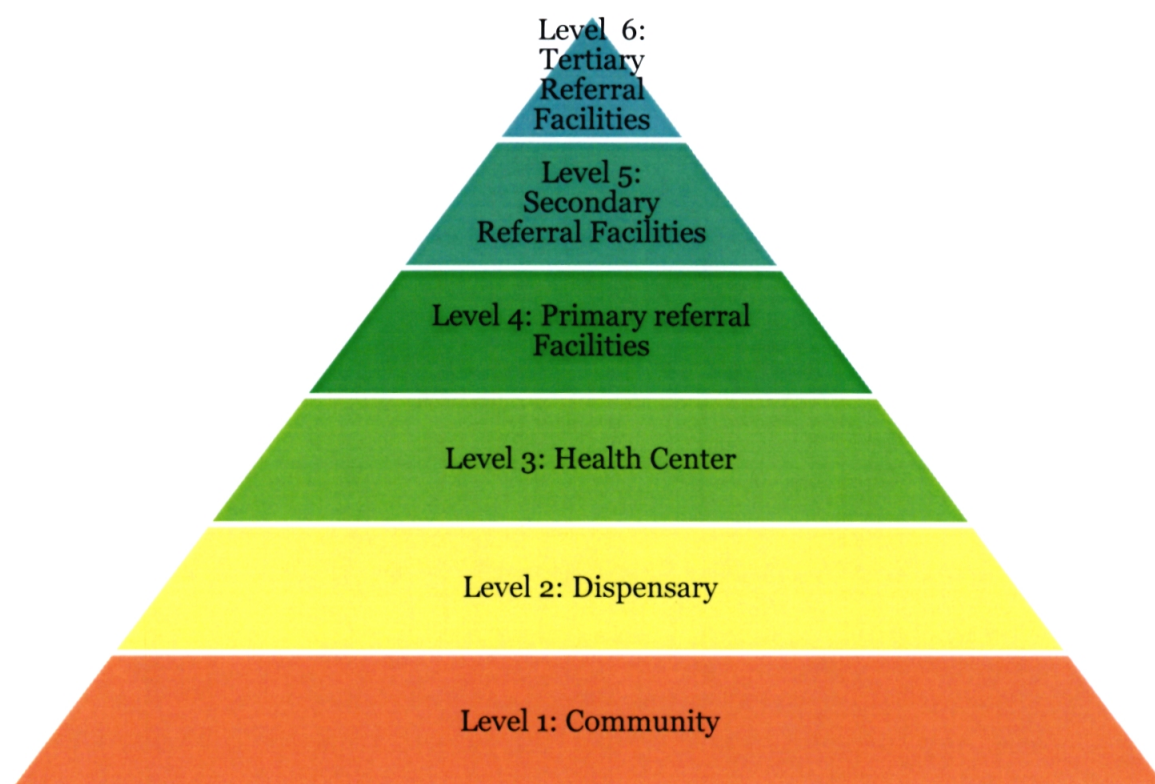 Level 6:
Tertiary
Referral
Facilities
Level 5:
Secondary
Referral Facilities
Level 4: Primary referral
Facilities
Level 3: Health Center
Level 2: Dispensary
Level 1: Community